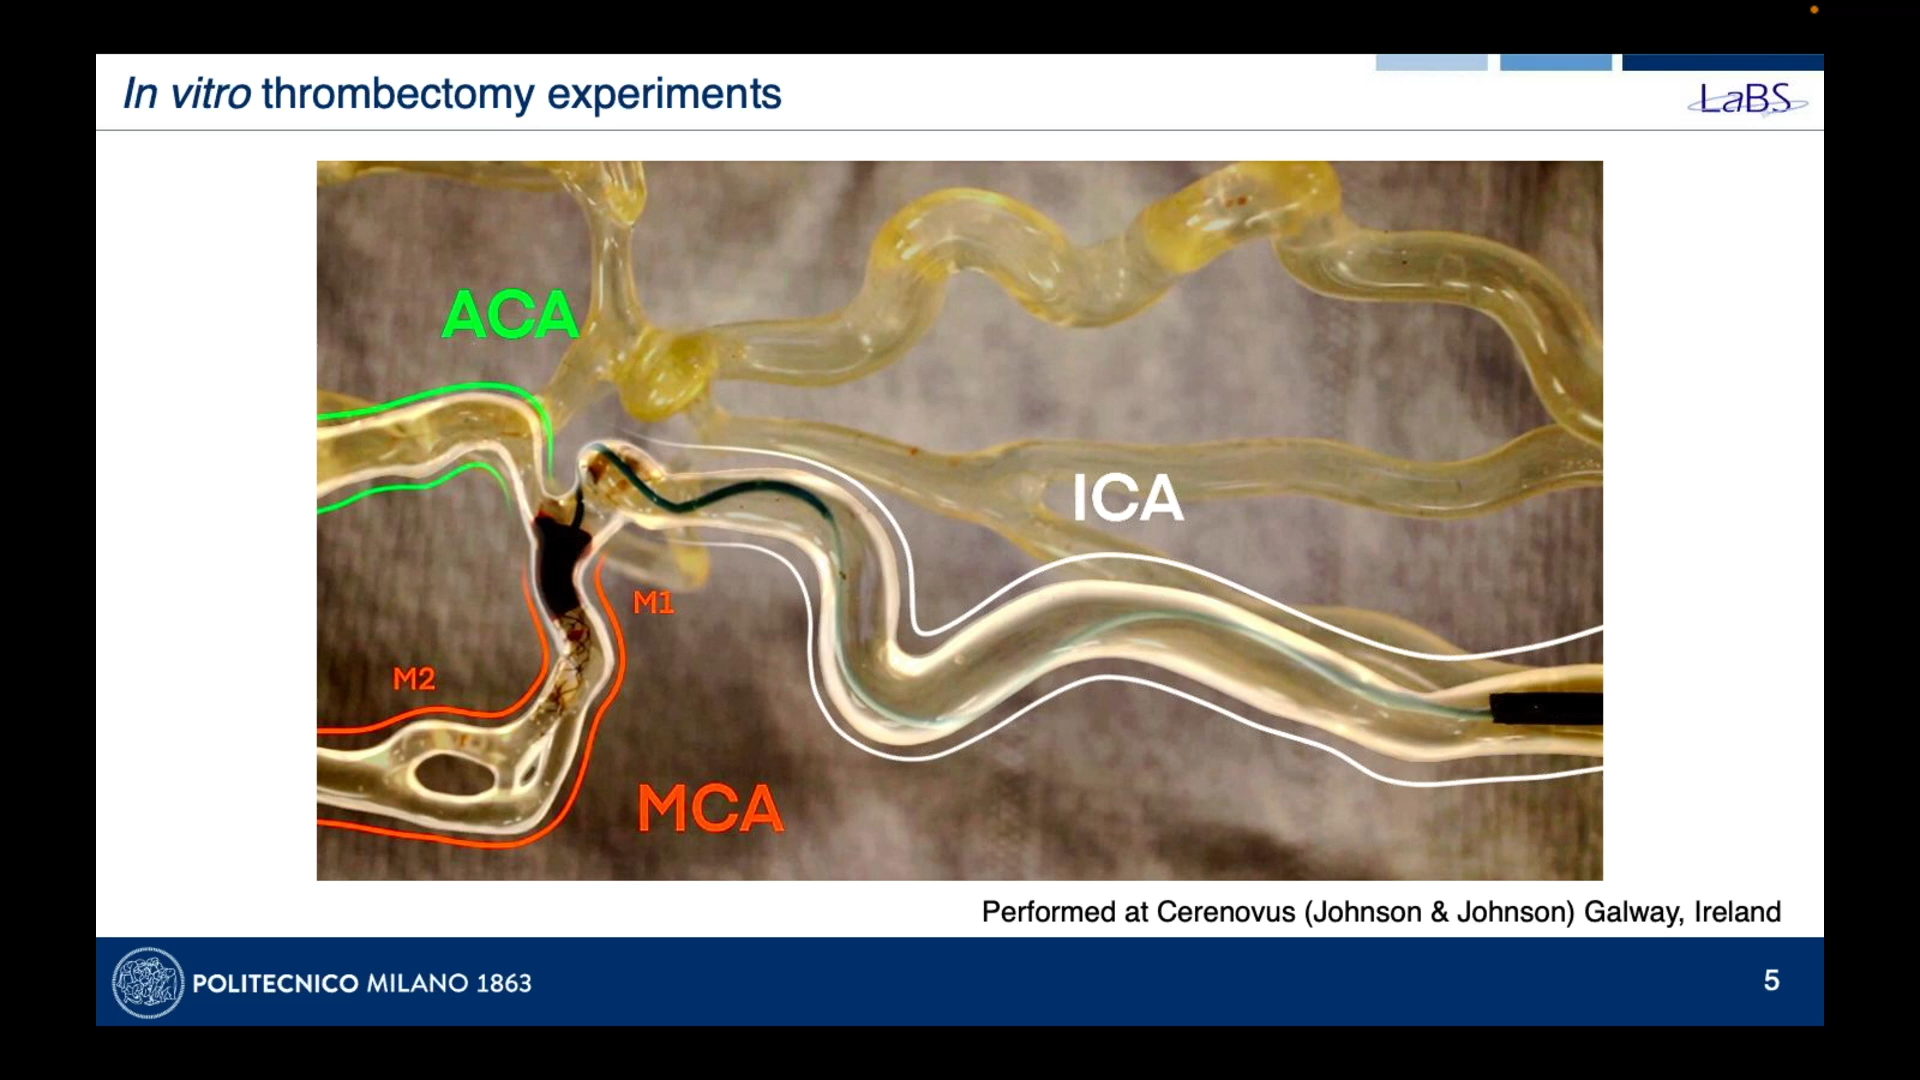 In vitro thrombectomy experiments
LaBS
ACA
ICA
M1
M2
MCA
Performed at Cerenovus (Johnson & Johnson) Galway, Ireland
POLITECNICO MILANO 1863
5